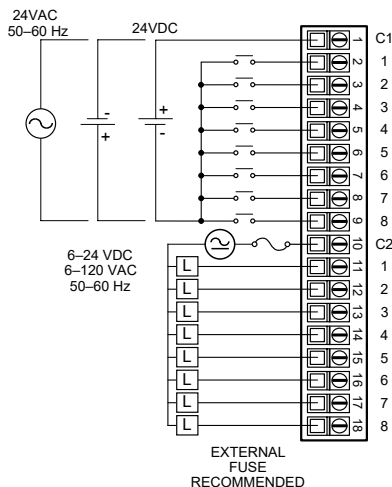 24VAC
50–60 Hz
24VDC
-
+
+
-
6–24 VDC
6–120 VAC
50–60 Hz
1 C1
2 1
3 2
4 3
5 4
6 5
7 6
8 7
9 8
10 C2
L 11 1
L 12 2
L 13 3
L 14 4
L 15 5
L 16 6
L 17 7
L 18 8
EXTERNAL
FUSE
RECOMMENDED